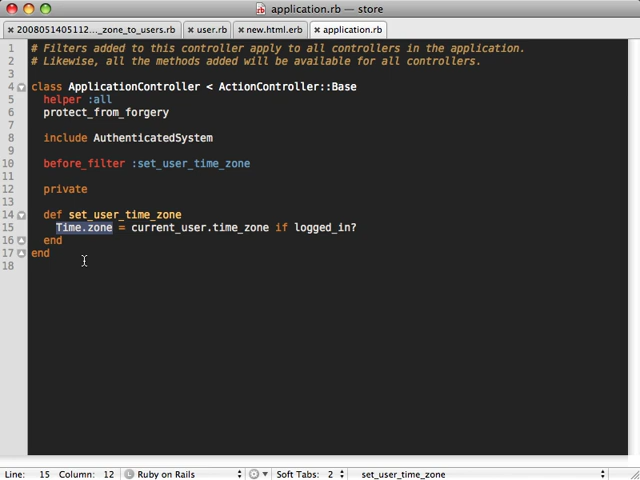 application.rb — store
2008051405112..._zone_to_users.rb user.rb new.html.erb application.rb
1 # Filters added to this controller apply to all controllers in the application.
2 # Likewise, all the methods added will be available for all controllers.
3
4 class ApplicationController < ActionController::Base
5 helper :all
6 protect_from_forgery
7
8 include AuthenticatedSystem
9
10 before_filter :set_user_time_zone
11
12 private
13
14 def set_user_time_zone
15 Time.zone = current_user.time_zone if logged_in?
16 end
17 end
18
Line: 15 Column: 12 L Ruby on Rails Soft Tabs: 2 set_user_time_zone